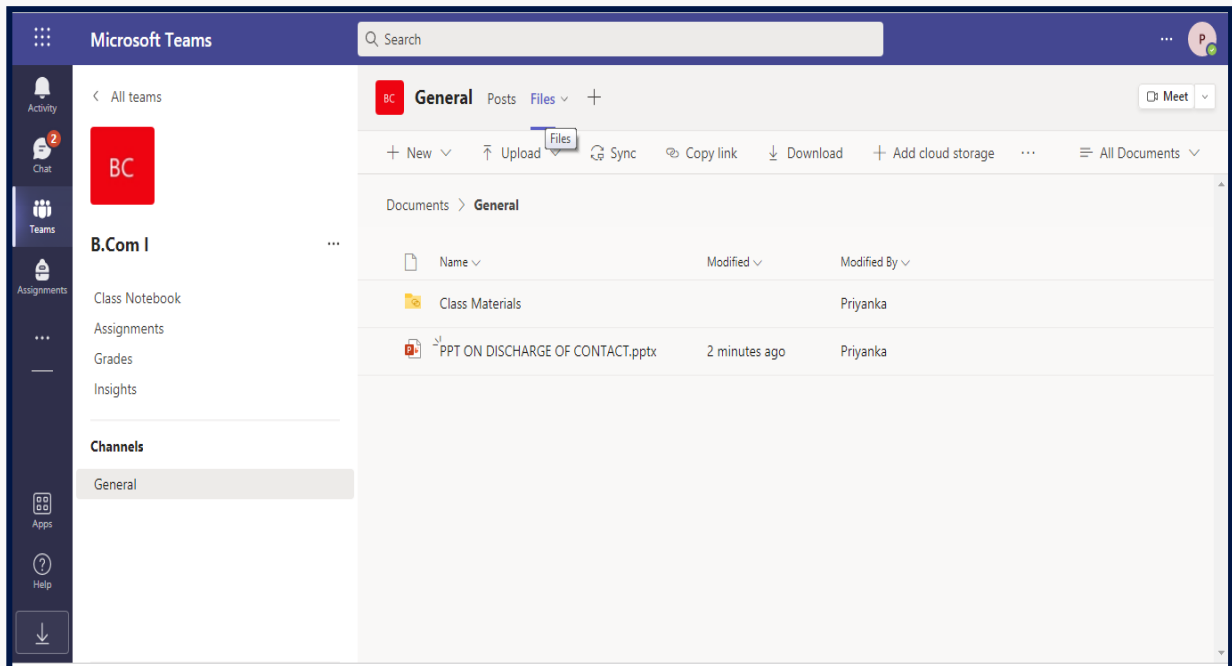 Microsoft Teams
Search
P
Activity
2
Chat
Teams
Assignments
Apps
Help
All teams
BC
B.Com I
Class Notebook
Assignments
Grades
Insights
Channels
General
BC General Posts Files
Meet
Files
New Upload Sync Copy link Download Add cloud storage All Documents
Documents > General
Name Modified Modified By
Class Materials Priyanka
PPT ON DISCHARGE OF CONTACT.pptx 2 minutes ago Priyanka